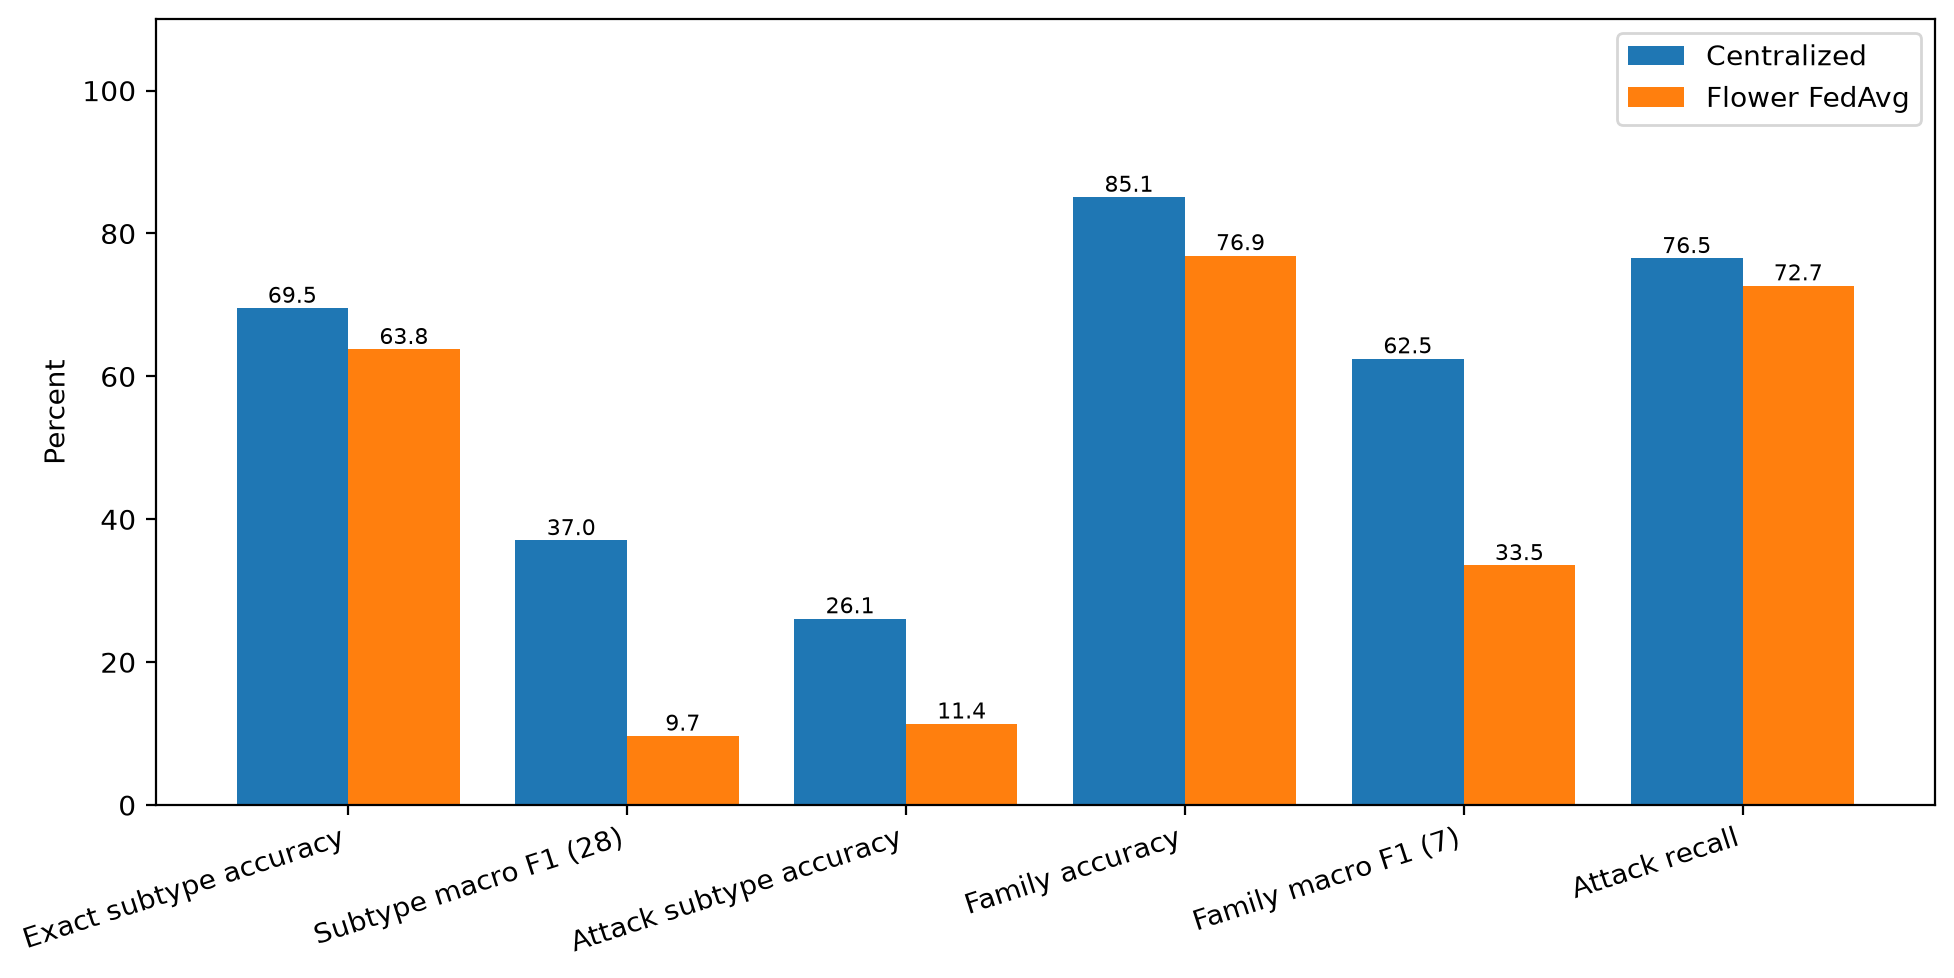 Centralized
Flower FedAvg
Percent
100
80
60
40
20
0
69.5
63.8
37.0
9.7
26.1
11.4
85.1
76.9
62.5
33.5
76.5
72.7
Exact subtype accuracy
Subtype macro F1 (28)
Attack subtype accuracy
Family accuracy
Family macro F1 (7)
Attack recall